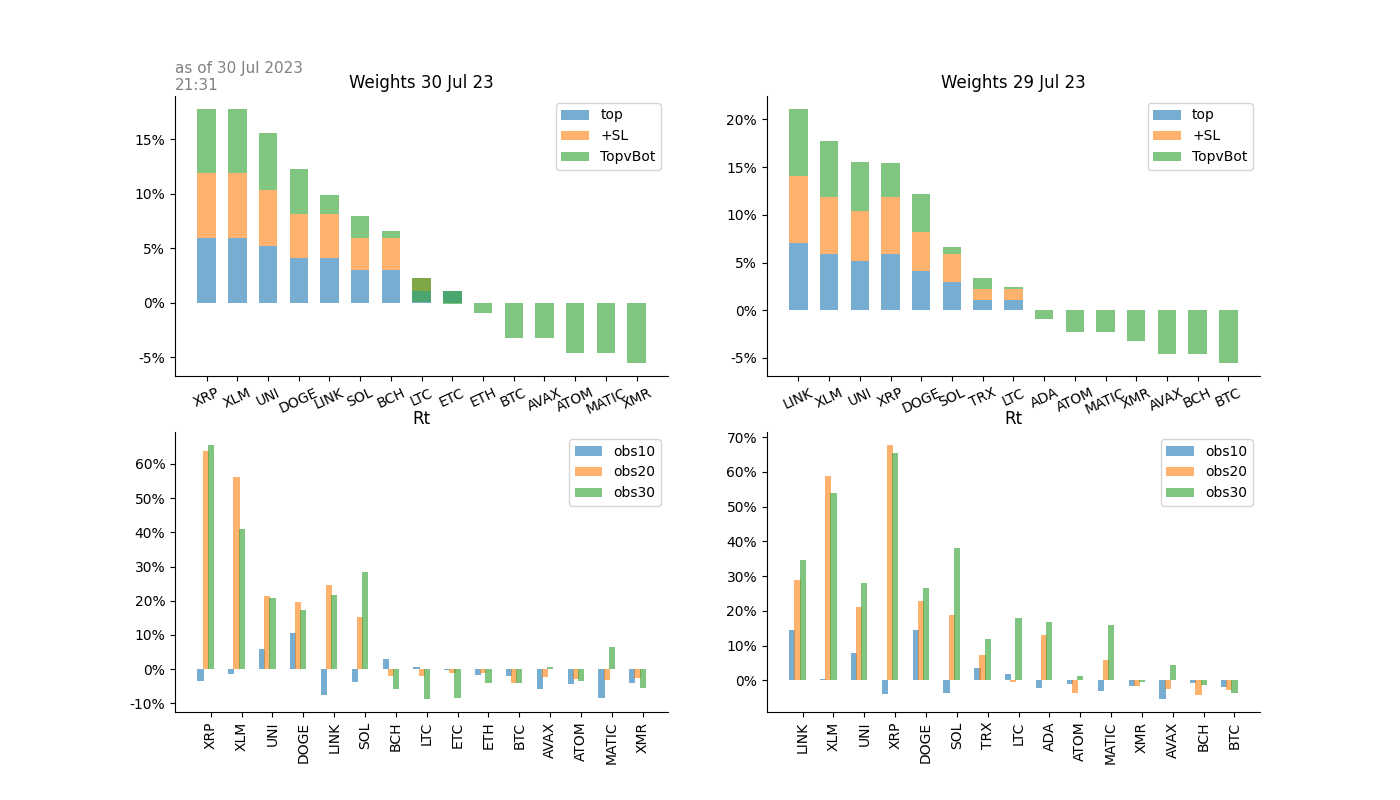 as of 30 Jul 2023
21:31
Weights 30 Jul 23
15%
10%
5%
0%
-5%
top
+SL
TopvBot
XRP XLM UNI DOGE LINK SOL BCH LTC ETC ETH BTC AVAX ATOM MATIC XMR
Weights 29 Jul 23
20%
15%
10%
5%
0%
-5%
top
+SL
TopvBot
LINK XLM UNI XRP DOGE SOL TRX LTC ADA ATOM MATIC XMR AVAX BCH BTC
Rt
60%
50%
40%
30%
20%
10%
0%
-10%
obs10
obs20
obs30
XRP XLM UNI DOGE LINK SOL BCH LTC ETC ETH BTC AVAX ATOM MATIC XMR
Rt
70%
60%
50%
40%
30%
20%
10%
0%
obs10
obs20
obs30
LINK XLM UNI XRP DOGE SOL TRX LTC ADA ATOM MATIC XMR AVAX BCH BTC